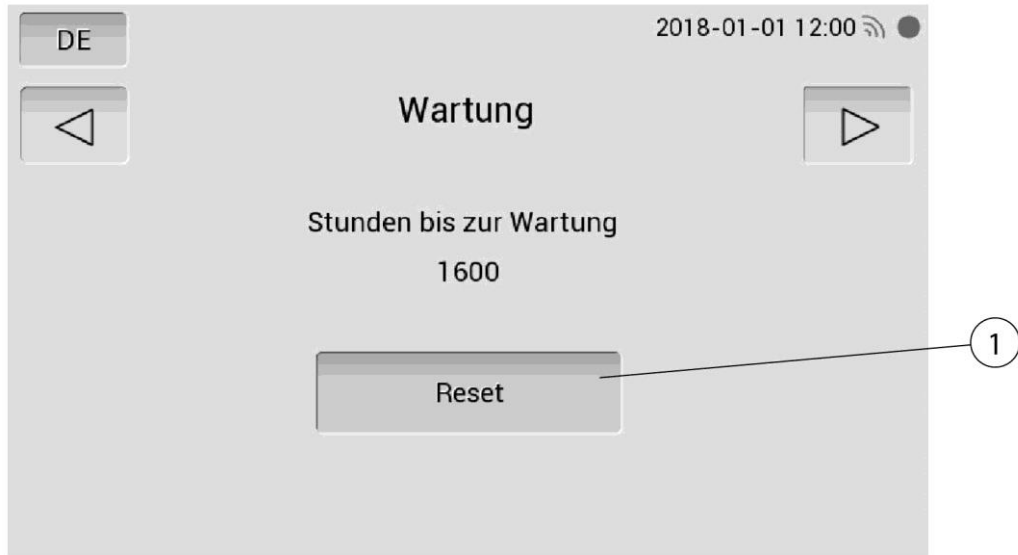 DE
2018-01-01 12:00
Wartung
Stunden bis zur Wartung
1600
Reset
1